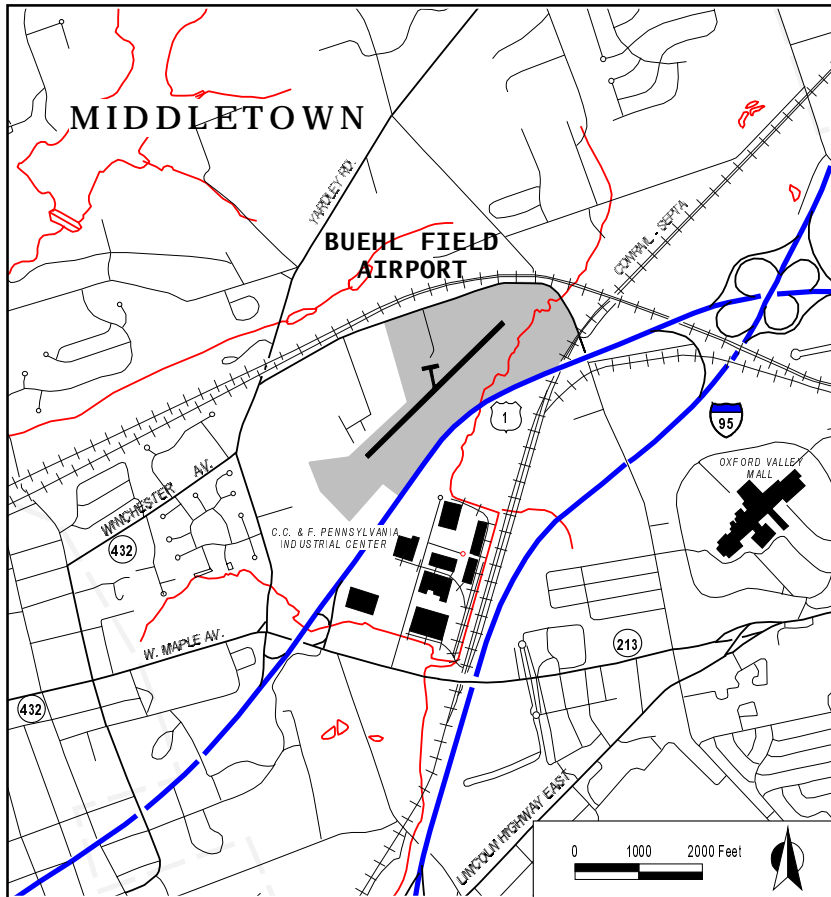 MIDDLETOWN
YARDLEY RD.
BUEHL FIELD
AIRPORT
CONRAIL - SEPTA
1
95
OXFORD VALLEY
MALL
WINCHESTER AV.
432
C.C. & F. PENNSYLVANIA
INDUSTRIAL CENTER
W. MAPLE AV.
213
432
LINCOLN HIGHWAY EAST
0 1000 2000 Feet